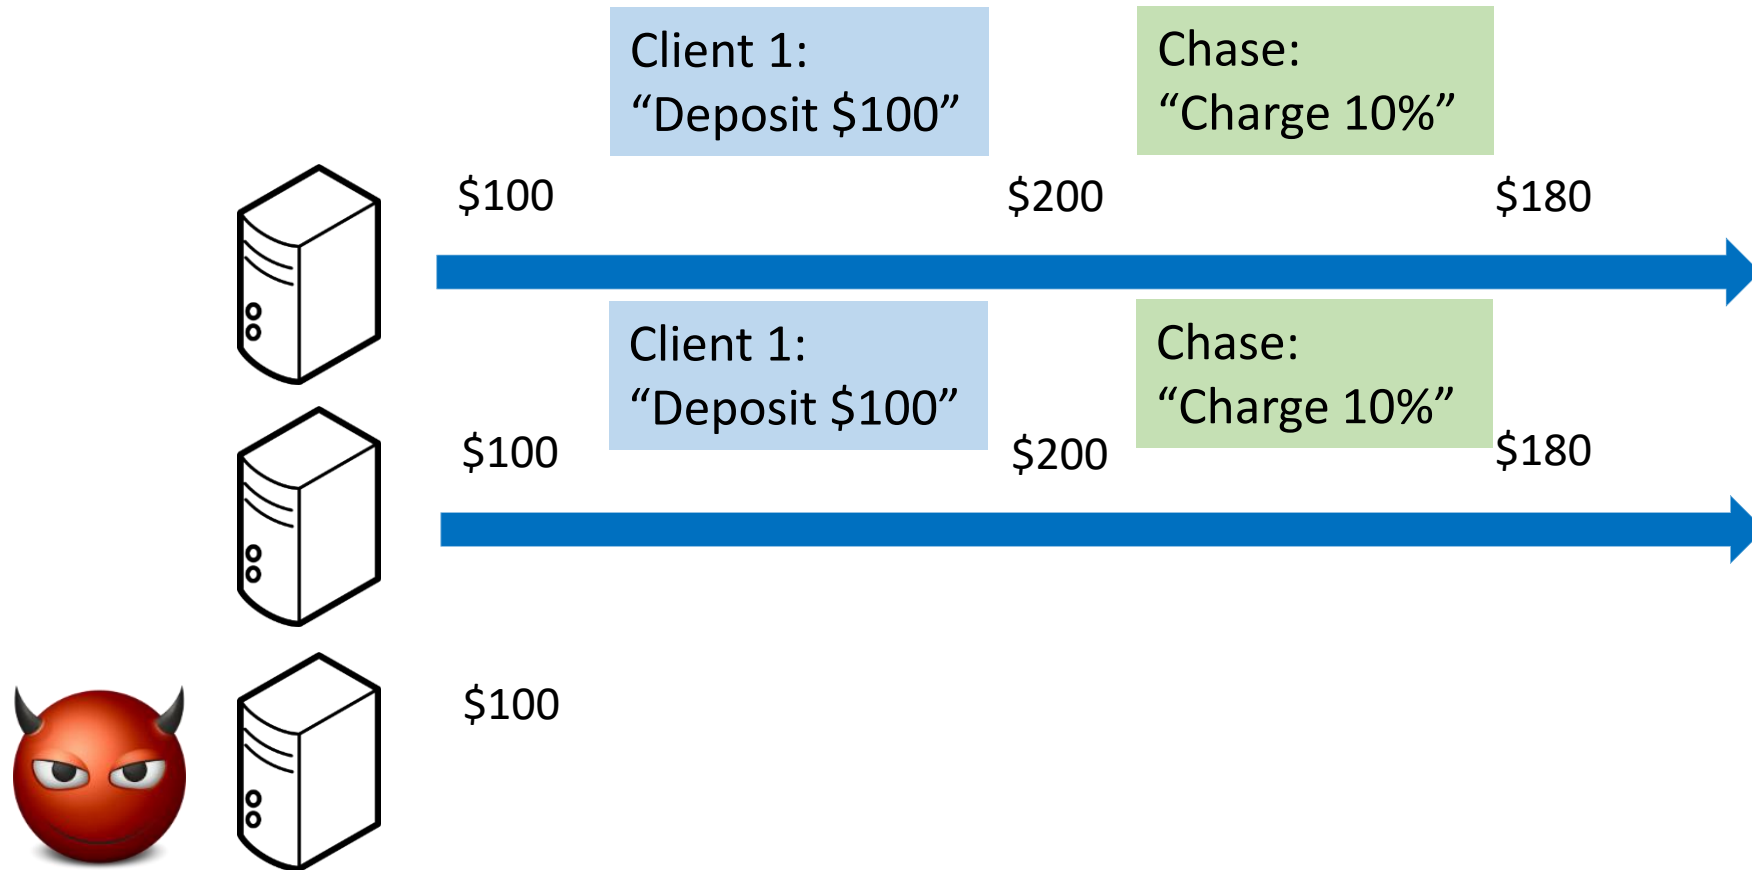 Client 1:
“Deposit $100”
Chase:
“Charge 10%”
$100
$200
$180
Client 1:
“Deposit $100”
Chase:
“Charge 10%”
$100
$200
$180
$100